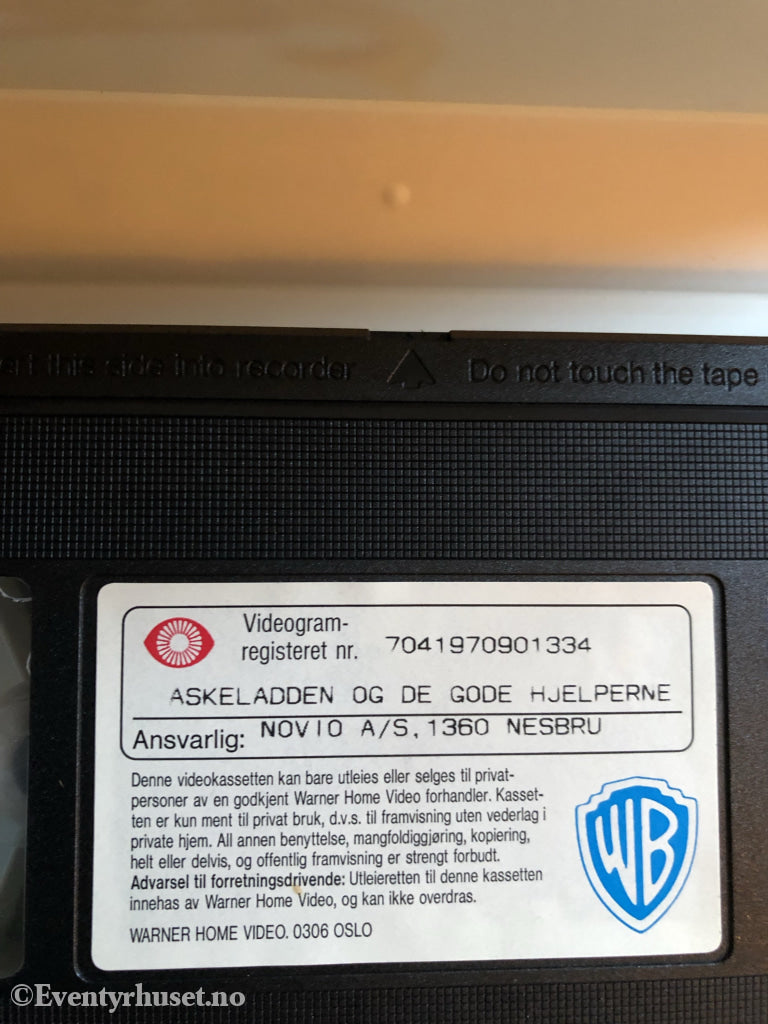 this side into recorder Do not touch the tape
Videogram-
registeret nr. 7041970901334
ASKELADDEN OG DE GODE HJELPERNE
Ansvarlig: NOVIO A/S, 1360 NESBRU
Denne videokassetten kan bare utleies eller selges til privat-
personer av en godkjent Warner Home Video forhandler. Kasset-
ten er kun ment til privat bruk, d.v.s. til framvisning uten vederlag i
private hjem. All annen benyttelse, mangfoldiggjøring, kopiering,
helt eller delvis, og offentlig framvisning er strengt forbudt.
Advarsel til forretningsdrivende: Utleieretten til denne kassetten
innehas av Warner Home Video, og kan ikke overdras.
WARNER HOME VIDEO. 0306 OSLO
WB
©Eventyrhuset.no